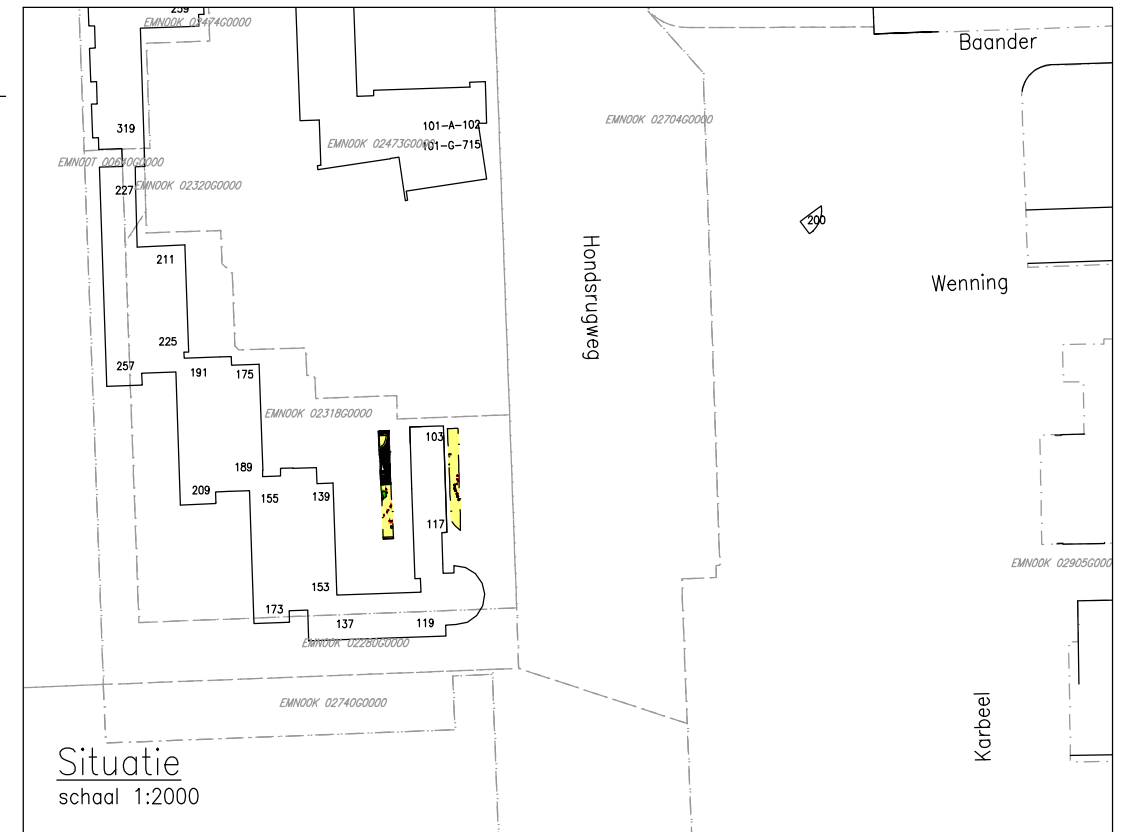 259
EMN00K 02474G0000
Baander
EMN00K 02704G0000
319
101-A-102
EMN00K 02473G0000
101-G-715
EMN00T 00640G0000
227
EMN00K 02320G0000
200
211
Hondsrugweg
Wenning
225
257
191
175
EMN00K 02318G0000
103
189
209
155
139
117
EMN00K 02905G000
153
173
137
119
EMN00K 02280G0000
EMN00K 02740G0000
Karbeel
Situatie
schaal 1:2000